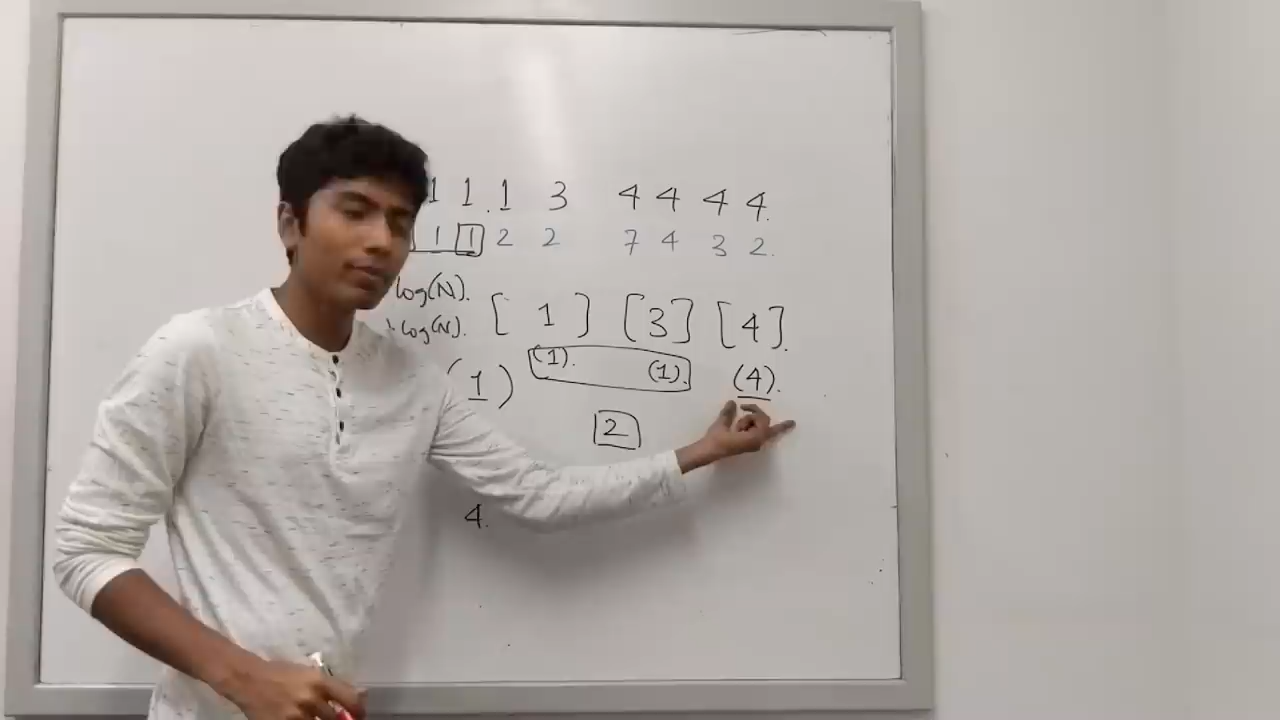 1 1 . 1 3 4 4 4 4.
1 1 2 2 7 4 3 2.
log(N). [ 1 ] [3] [4].
log(N).
(1). (1). (4).
(1)
2
4.